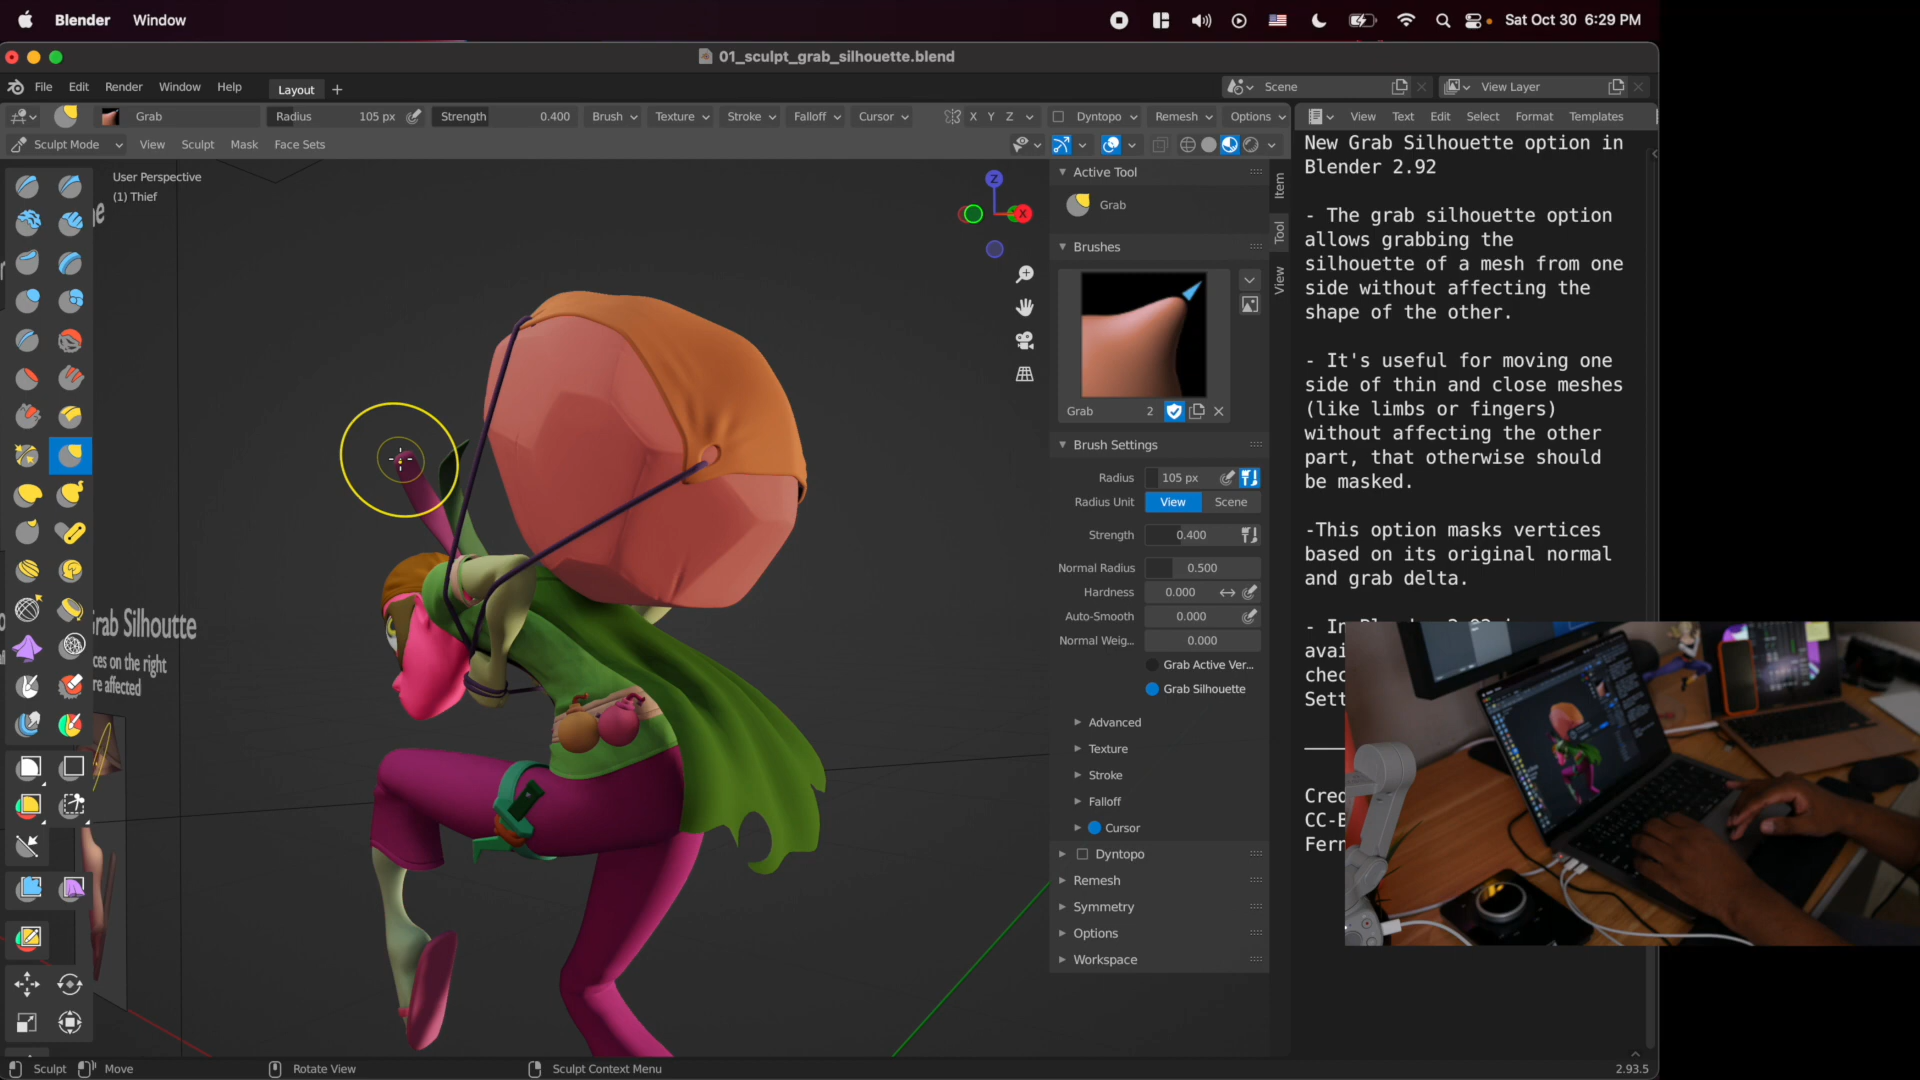 Blender Window
Sat Oct 30 6:29 PM
01_sculpt_grab_silhouette.blend
File Edit Render Window Help Layout +
Scene View Layer
Grab Radius 105 px Strength 0.400 Brush Texture Stroke Falloff Cursor X Y Z Dyntopo Remesh Options
View Text Edit Select Format Templates
Sculpt Mode View Sculpt Mask Face Sets
User Perspective
(1) Thief
Z
X
Grab Silhoutte
ces on the right
re affected
Active Tool
Grab
Brushes
Grab 2
Brush Settings
Radius 105 px
Radius Unit View Scene
Strength 0.400
Normal Radius 0.500
Hardness 0.000
Auto-Smooth 0.000
Normal Weig... 0.000
Grab Active Ver...
Grab Silhouette
Advanced
Texture
Stroke
Falloff
Cursor
Dyntopo
Remesh
Symmetry
Options
Workspace
Item
Tool
View
New Grab Silhouette option in
Blender 2.92
- The grab silhouette option
allows grabbing the
silhouette of a mesh from one
side without affecting the
shape of the other.
- It's useful for moving one
side of thin and close meshes
(like limbs or fingers)
without affecting the other
part, that otherwise should
be masked.
-This option masks vertices
based on its original normal
and grab delta.
- In
avai
chec
Sett
Cred
CC-B
Fern
Sculpt Move Rotate View Sculpt Context Menu 2.93.5